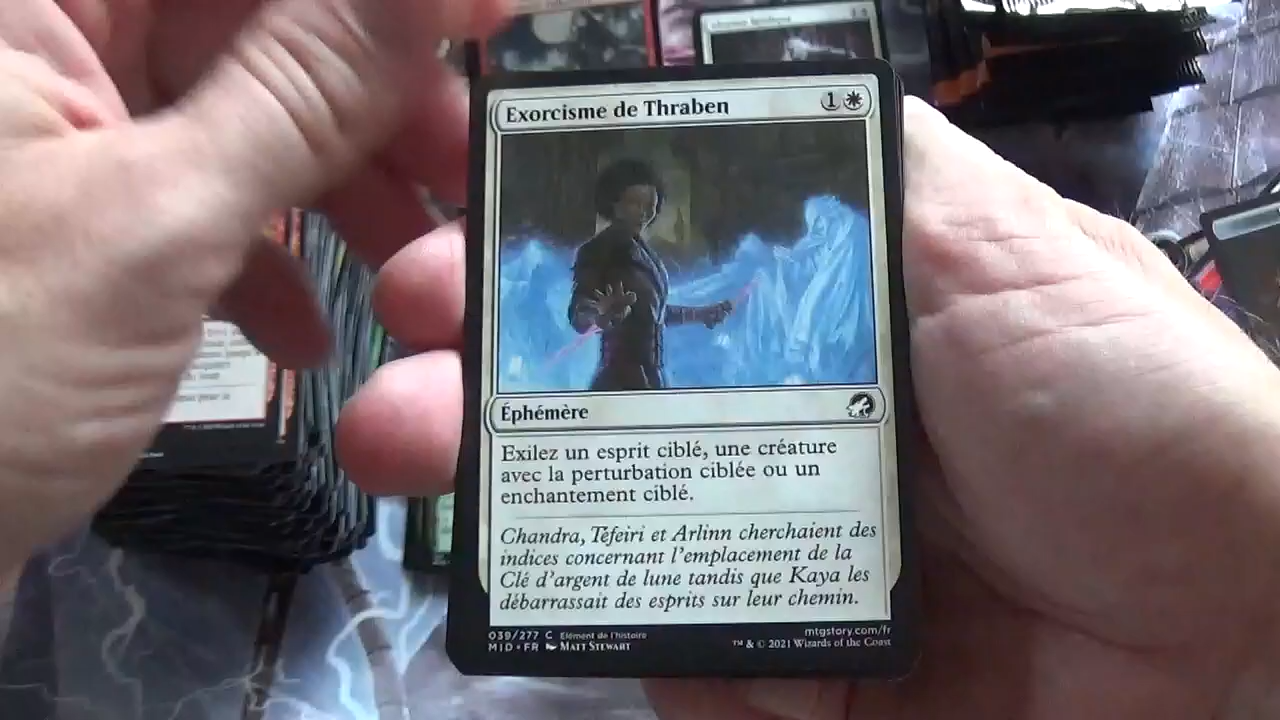 Exorcisme de Thraben 1
Éphémère
Exilez un esprit ciblé, une créature
avec la perturbation ciblée ou un
enchantement ciblé.
Chandra, Téfeiri et Arlinn cherchaient des
indices concernant l'emplacement de la
Clé d'argent de lune tandis que Kaya les
débarrassait des esprits sur leur chemin.
039/277 C Élément de l'histoire mtgstory.com/fr
MID • FR MATT STEWART ™ & © 2021 Wizards of the Coast